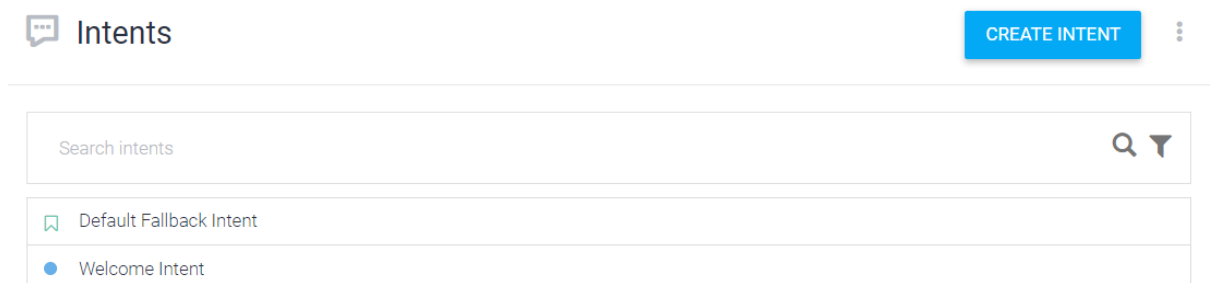 Intents
CREATE INTENT
Search intents
Default Fallback Intent
Welcome Intent